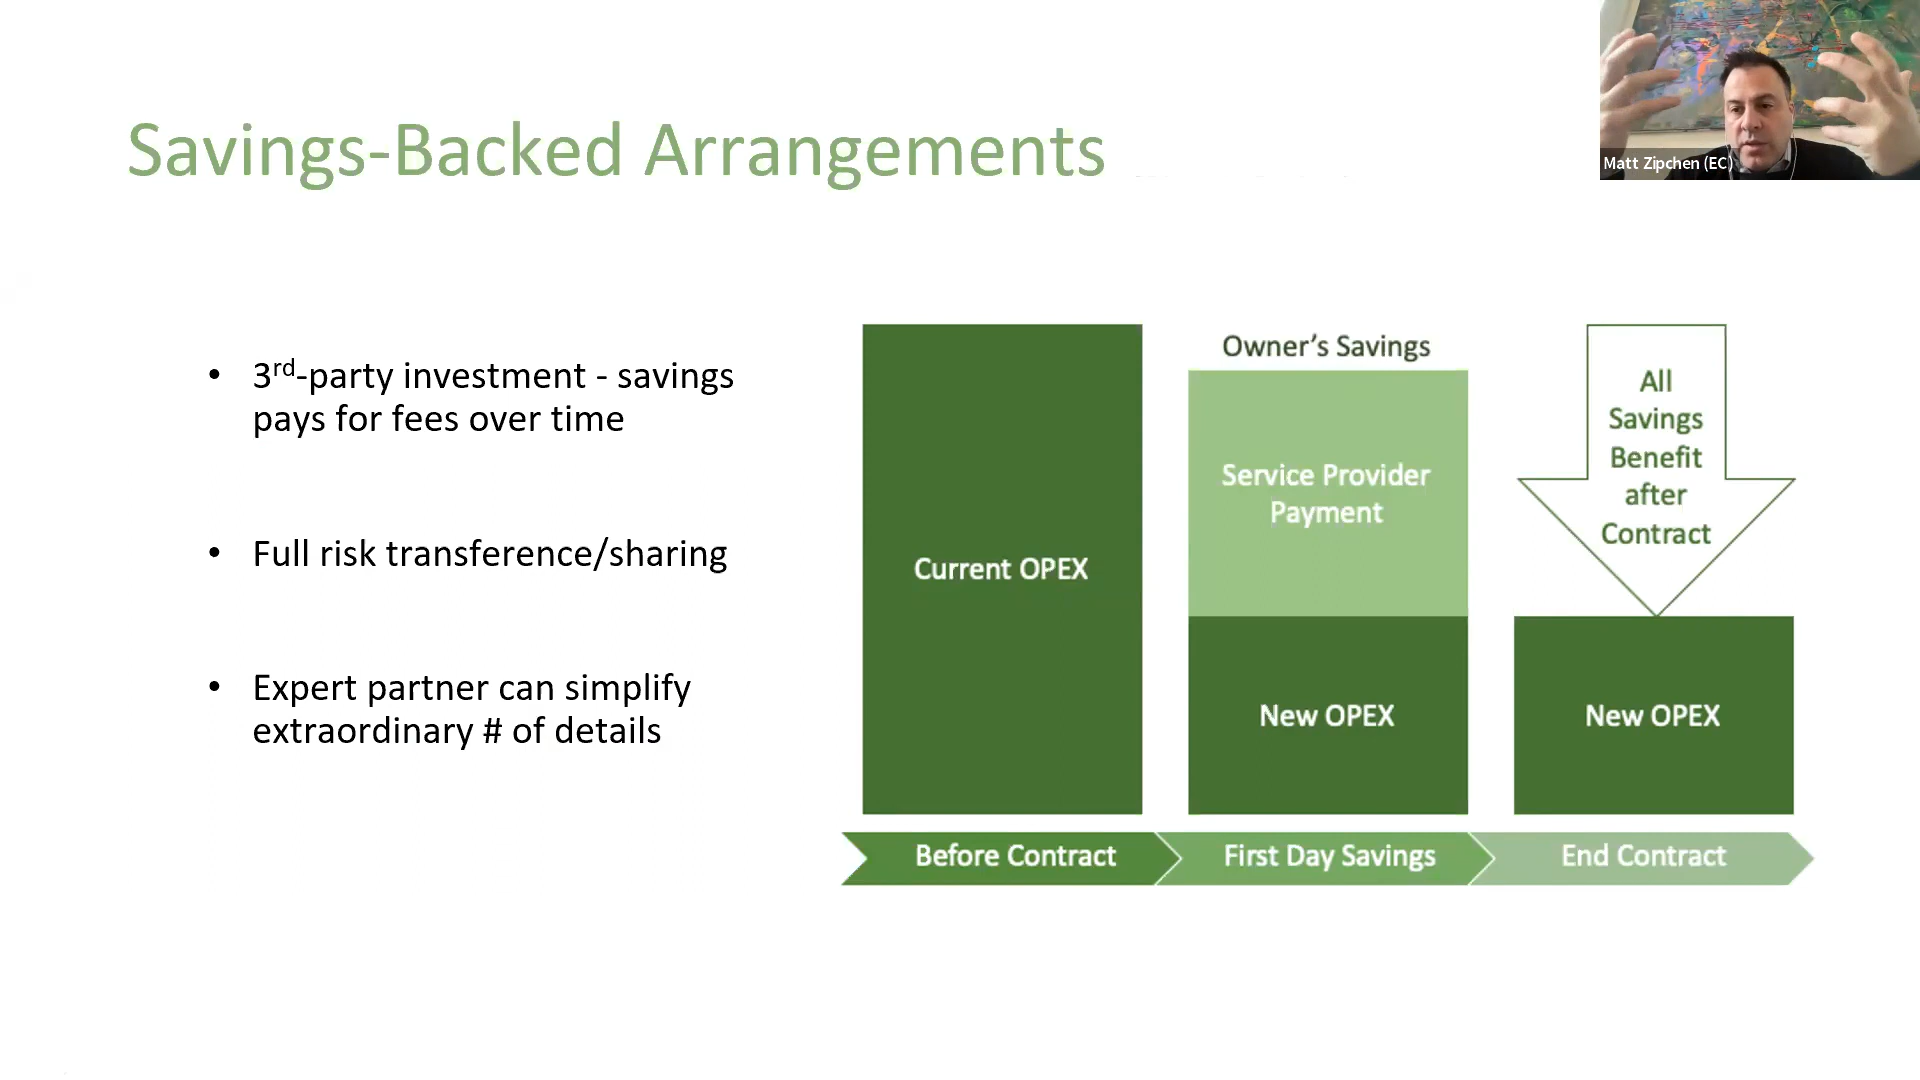 Savings-Backed Arrangements
Matt Zipchen (EC)
• 3rd-party investment - savings
pays for fees over time
• Full risk transference/sharing
• Expert partner can simplify
extraordinary # of details
Current OPEX
Owner’s Savings
Service Provider
Payment
New OPEX
All
Savings
Benefit
after
Contract
New OPEX
Before Contract
First Day Savings
End Contract